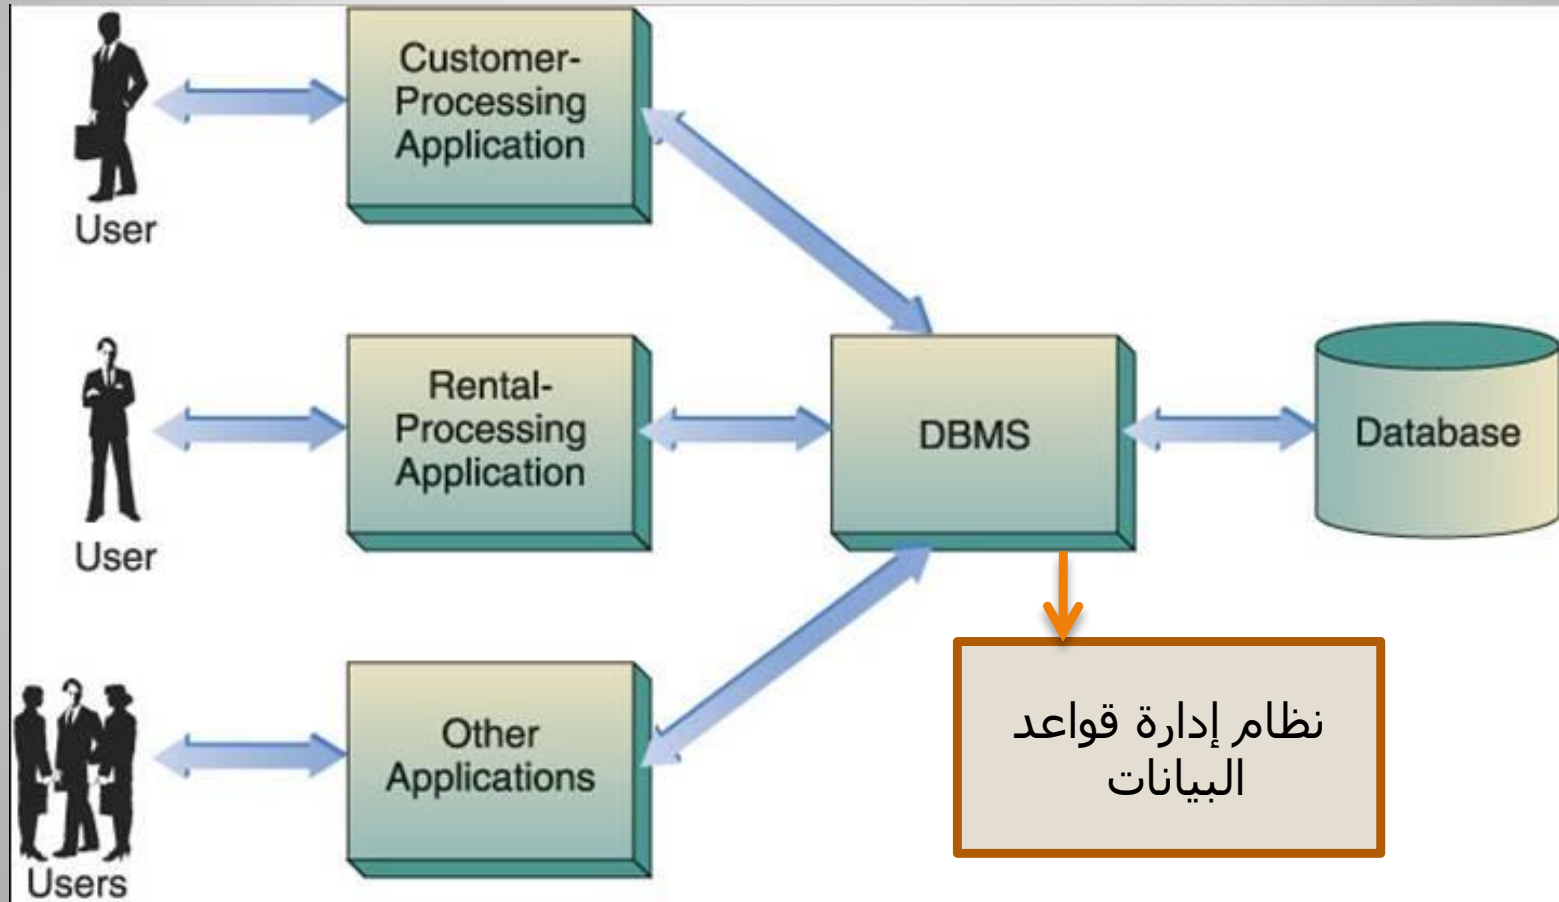 Customer-
Processing
Application
User
Rental-
Processing
Application
DBMS
Database
User
نظام إدارة قواعد
البيانات
Other
Applications
Users